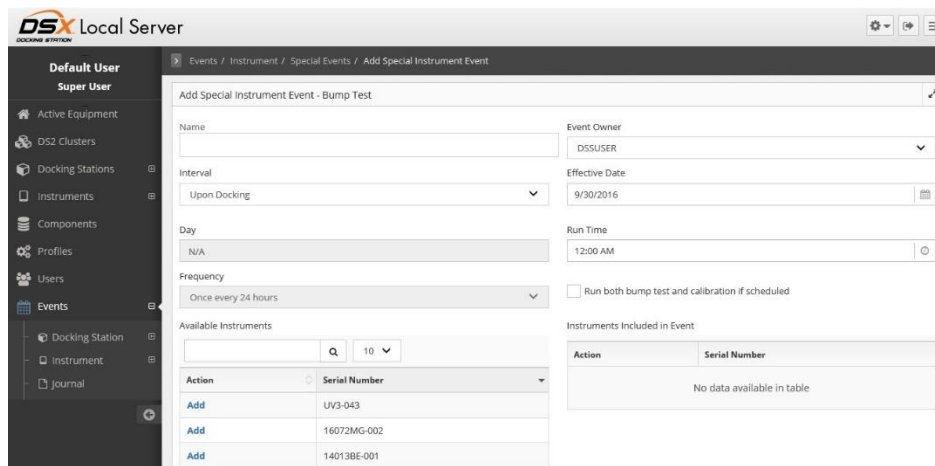 DSX Local Server
DOCKING STATION
Default User
Super User
Active Equipment
DS2 Clusters
Docking Stations
Instruments
Components
Profiles
Users
Events
Docking Station
Instrument
Journal
Events / Instrument / Special Events / Add Special Instrument Event
Add Special Instrument Event - Bump Test
Name
Event Owner
DSSUSER
Interval
Upon Docking
Effective Date
9/30/2016
Day
N/A
Run Time
12:00 AM
Frequency
Once every 24 hours
Run both bump test and calibration if scheduled
Available Instruments
10
Action Serial Number
Add UV3-043
Add 16072MG-002
Add 14013BE-001
Instruments Included in Event
Action Serial Number
No data available in table